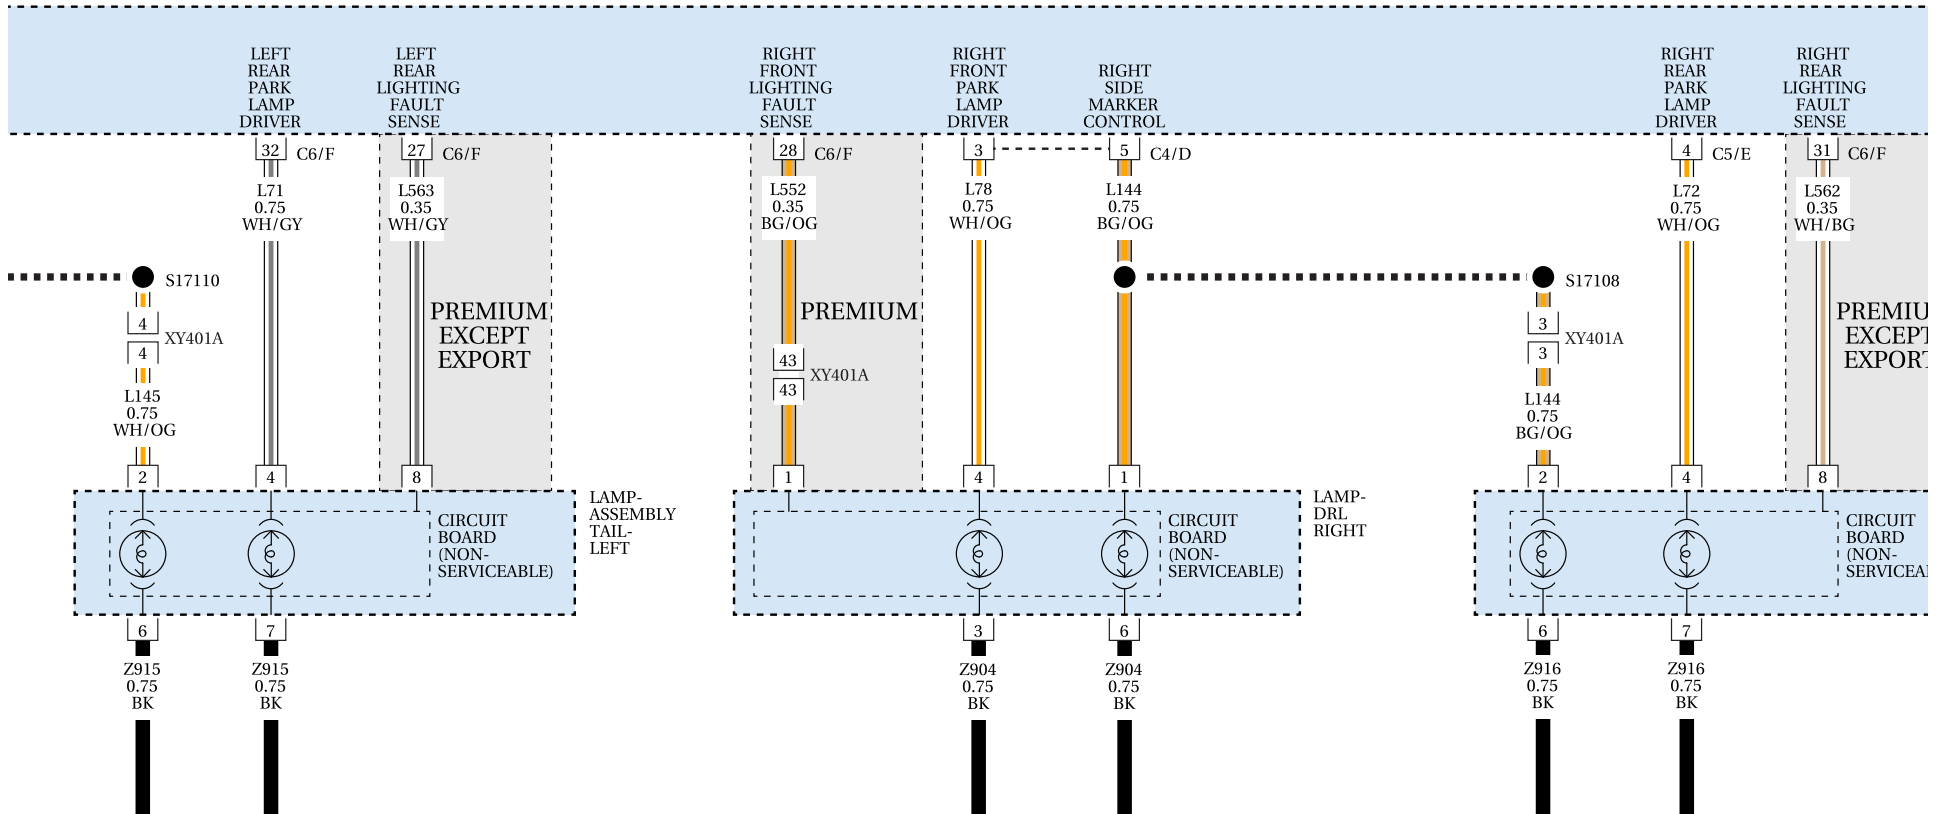 LEFT
REAR
PARK
LAMP
DRIVER
LEFT
REAR
LIGHTING
FAULT
SENSE
RIGHT
FRONT
LIGHTING
FAULT
SENSE
RIGHT
FRONT
PARK
LAMP
DRIVER
RIGHT
SIDE
MARKER
CONTROL
RIGHT
REAR
PARK
LAMP
DRIVER
RIGHT
REAR
LIGHTING
FAULT
SENSE
32 C6/F
27 C6/F
28 C6/F
3
5 C4/D
4 C5/E
31 C6/F
L71
0.75
WH/GY
L563
0.35
WH/GY
L552
0.35
BG/OG
L78
0.75
WH/OG
L144
0.75
BG/OG
L72
0.75
WH/OG
L562
0.35
WH/BG
S17110
4
XY401A
4
L145
0.75
WH/OG
PREMIUM
EXCEPT
EXPORT
PREMIUM
43
XY401A
43
S17108
3
XY401A
3
L144
0.75
BG/OG
PREMIU
EXCEPT
EXPORT
2
4
8
1
4
1
2
4
8
CIRCUIT
BOARD
(NON-
SERVICEABLE)
LAMP-
ASSEMBLY
TAIL-
LEFT
CIRCUIT
BOARD
(NON-
SERVICEABLE)
LAMP-
DRL
RIGHT
CIRCUIT
BOARD
(NON-
SERVICEA
6
7
3
6
6
7
Z915
0.75
BK
Z915
0.75
BK
Z904
0.75
BK
Z904
0.75
BK
Z916
0.75
BK
Z916
0.75
BK